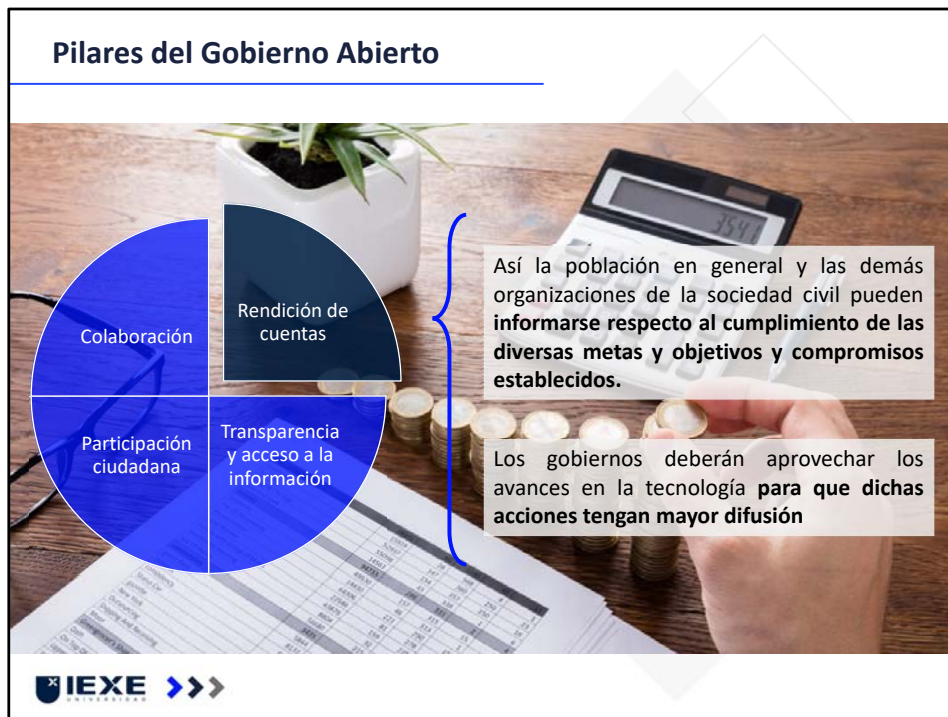 Pilares del Gobierno Abierto
Colaboración
Rendición de
cuentas
Participación
ciudadana
Transparencia
y acceso a la
información
Así la población en general y las demás
organizaciones de la sociedad civil pueden
informarse respecto al cumplimiento de las
diversas metas y objetivos y compromisos
establecidos.
Los gobiernos deberán aprovechar los
avances en la tecnología para que dichas
acciones tengan mayor difusión
IEXE
UNIVERSIDAD